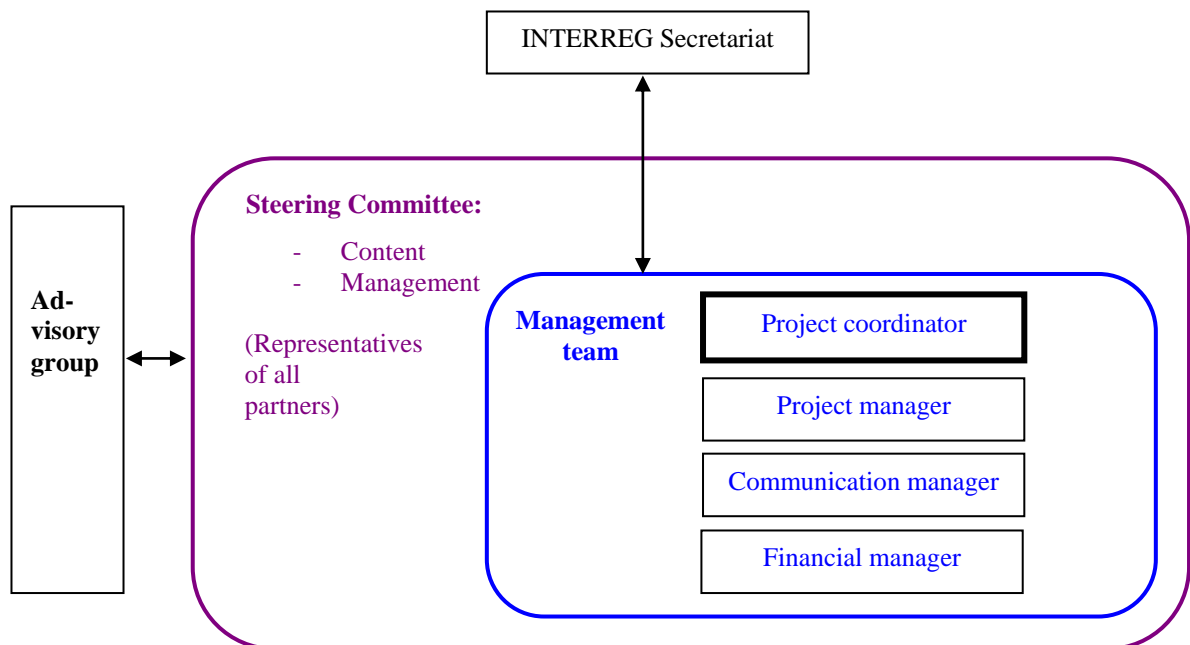 INTERREG Secretariat
Steering Committee:
- Content
- Management
(Representatives
of all
partners)
Ad-
visory
group
Management
team
Project coordinator
Project manager
Communication manager
Financial manager